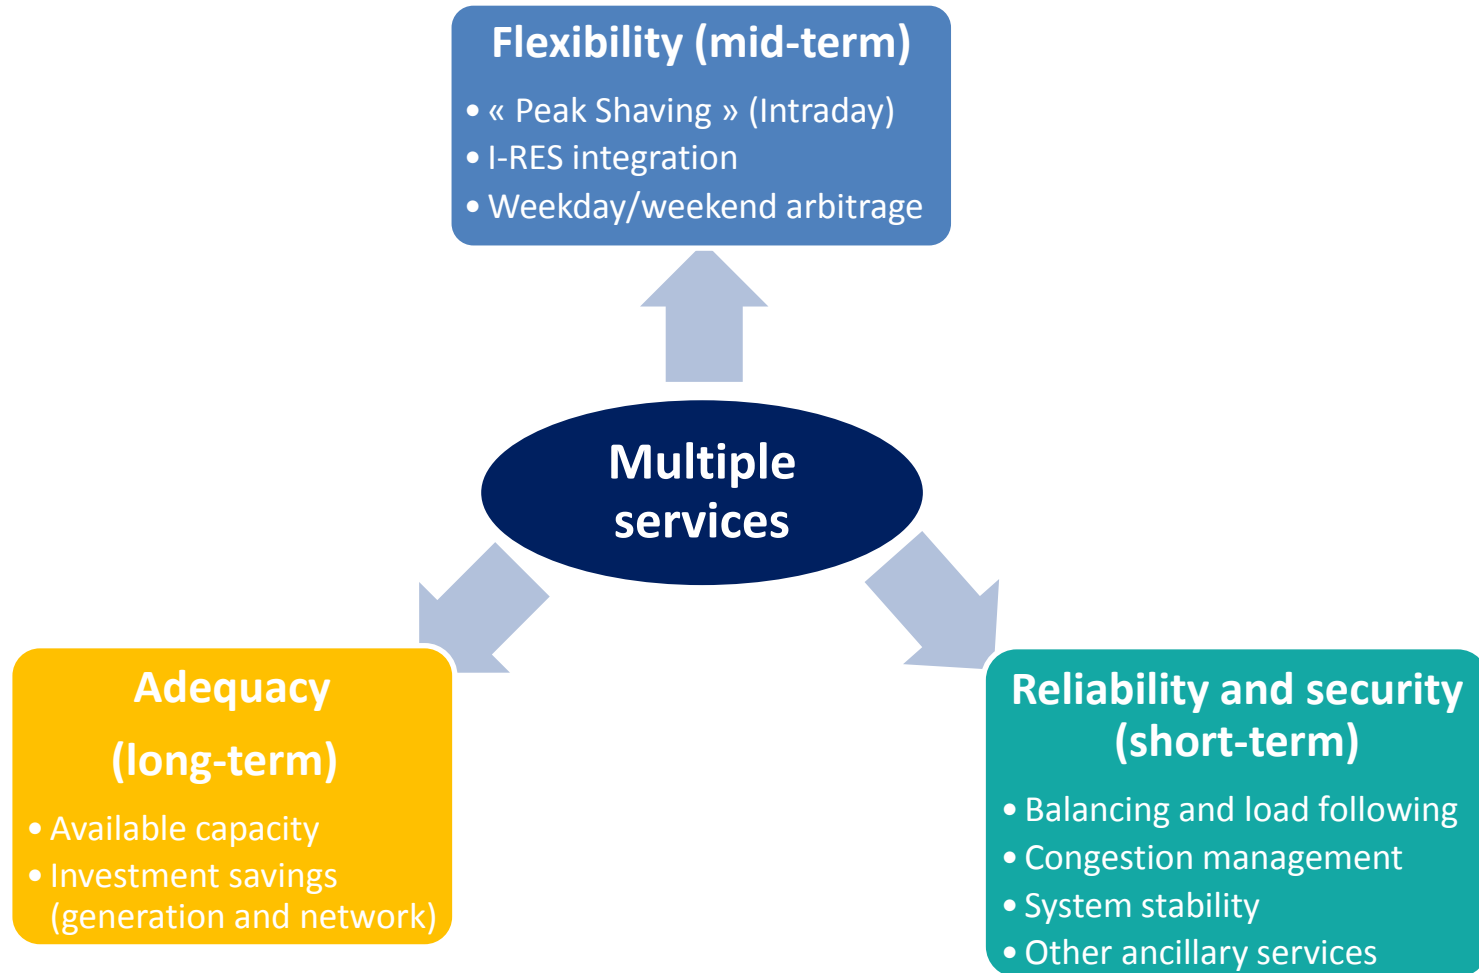 Flexibility (mid-term)
• « Peak Shaving » (Intraday)
• I-RES integration
• Weekday/weekend arbitrage
Multiple
services
Adequacy
(long-term)
• Available capacity
• Investment savings
(generation and network)
Reliability and security
(short-term)
• Balancing and load following
• Congestion management
• System stability
• Other ancillary services